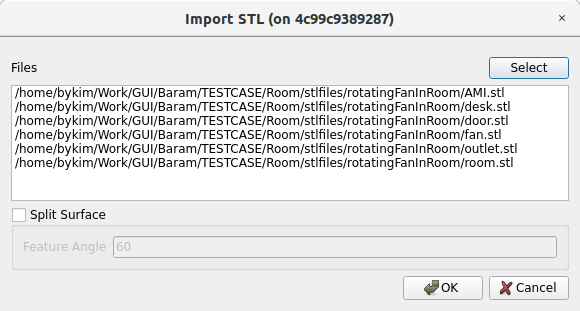 Import STL (on 4c99c9389287)
×
Files
Select
/home/bykim/Work/GUI/Baram/TESTCASE/Room/stlfiles/rotatingFanInRoom/AMI.stl
/home/bykim/Work/GUI/Baram/TESTCASE/Room/stlfiles/rotatingFanInRoom/desk.stl
/home/bykim/Work/GUI/Baram/TESTCASE/Room/stlfiles/rotatingFanInRoom/door.stl
/home/bykim/Work/GUI/Baram/TESTCASE/Room/stlfiles/rotatingFanInRoom/fan.stl
/home/bykim/Work/GUI/Baram/TESTCASE/Room/stlfiles/rotatingFanInRoom/outlet.stl
/home/bykim/Work/GUI/Baram/TESTCASE/Room/stlfiles/rotatingFanInRoom/room.stl
Split Surface
Feature Angle 60
OK
Cancel